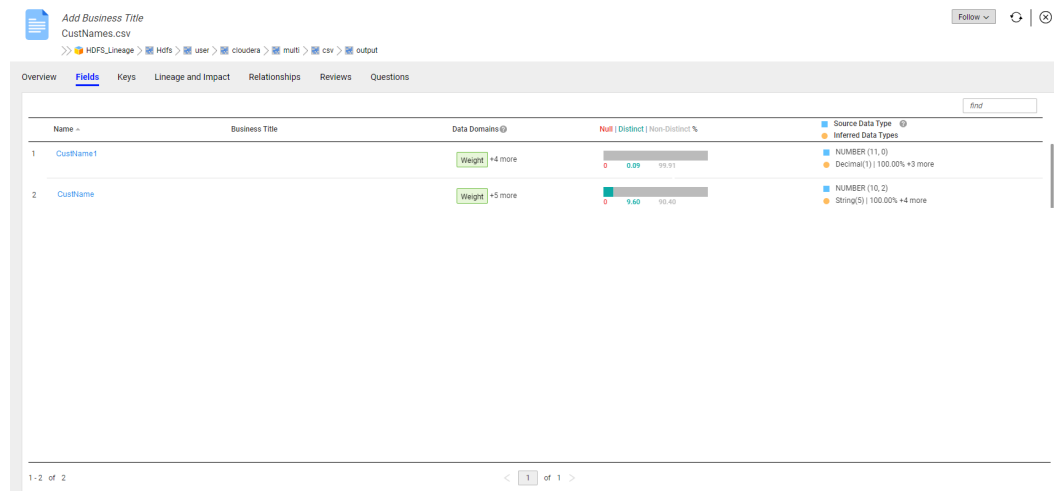 Add Business Title
CustNames.csv
HDFS_Lineage > Hdfs > user > cloudera > multi > csv > output
Follow
Overview Fields Keys Lineage and Impact Relationships Reviews Questions
find
Name Business Title Data Domains Null | Distinct | Non-Distinct % Source Data Type
Inferred Data Types
1 CustName1 Weight +4 more 0 0.09 99.91 NUMBER (11, 0)
Decimal(1) | 100.00% +3 more
2 CustName Weight +5 more 0 9.60 90.40 NUMBER (10, 2)
String(5) | 100.00% +4 more
1 - 2 of 2 < 1 of 1 >